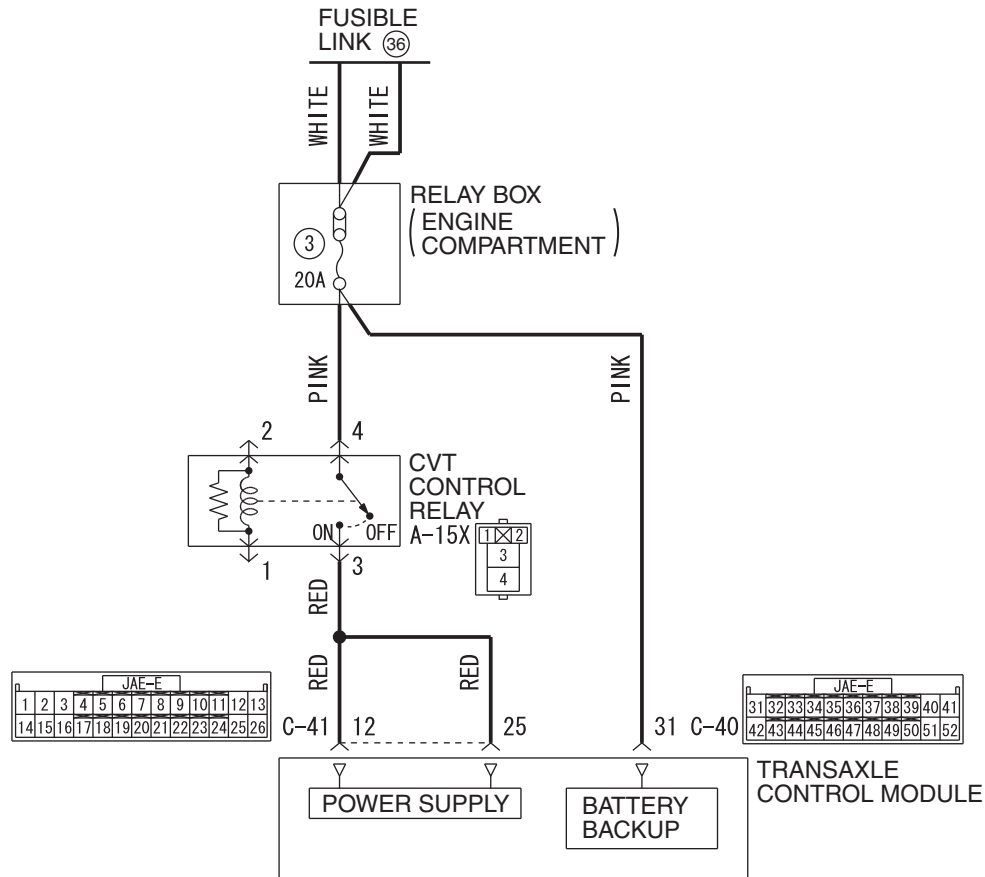 FUSIBLE
LINK 36
WHITE
WHITE
RELAY BOX
( ENGINE
COMPARTMENT )
3
20A
PINK
PINK
2
4
CVT
CONTROL
RELAY
A-15X
ON
OFF
1
3
1 2
3
4
RED
RED
RED
JAE-E
1 2 3 4 5 6 7 8 9 10 11 12 13
14 15 16 17 18 19 20 21 22 23 24 25 26
C-41
12
25
31
C-40
JAE-E
31 32 33 34 35 36 37 38 39 40 41
42 43 44 45 46 47 48 49 50 51 52
POWER SUPPLY
BATTERY
BACKUP
TRANSAXLE
CONTROL MODULE